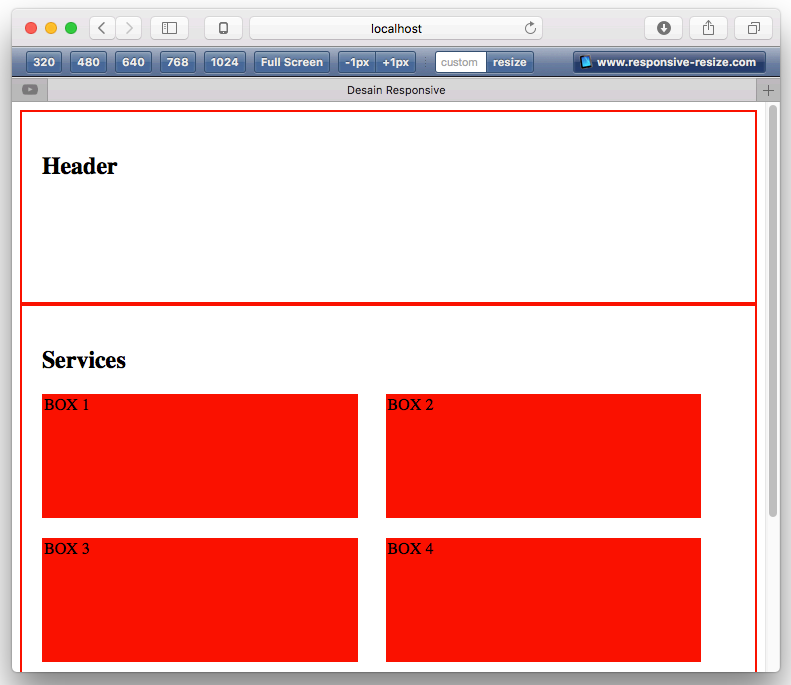 localhost
320 480 640 768 1024 Full Screen -1px +1px custom resize www.responsive-resize.com
Desain Responsive
Header
Services
BOX 1 BOX 2
BOX 3 BOX 4